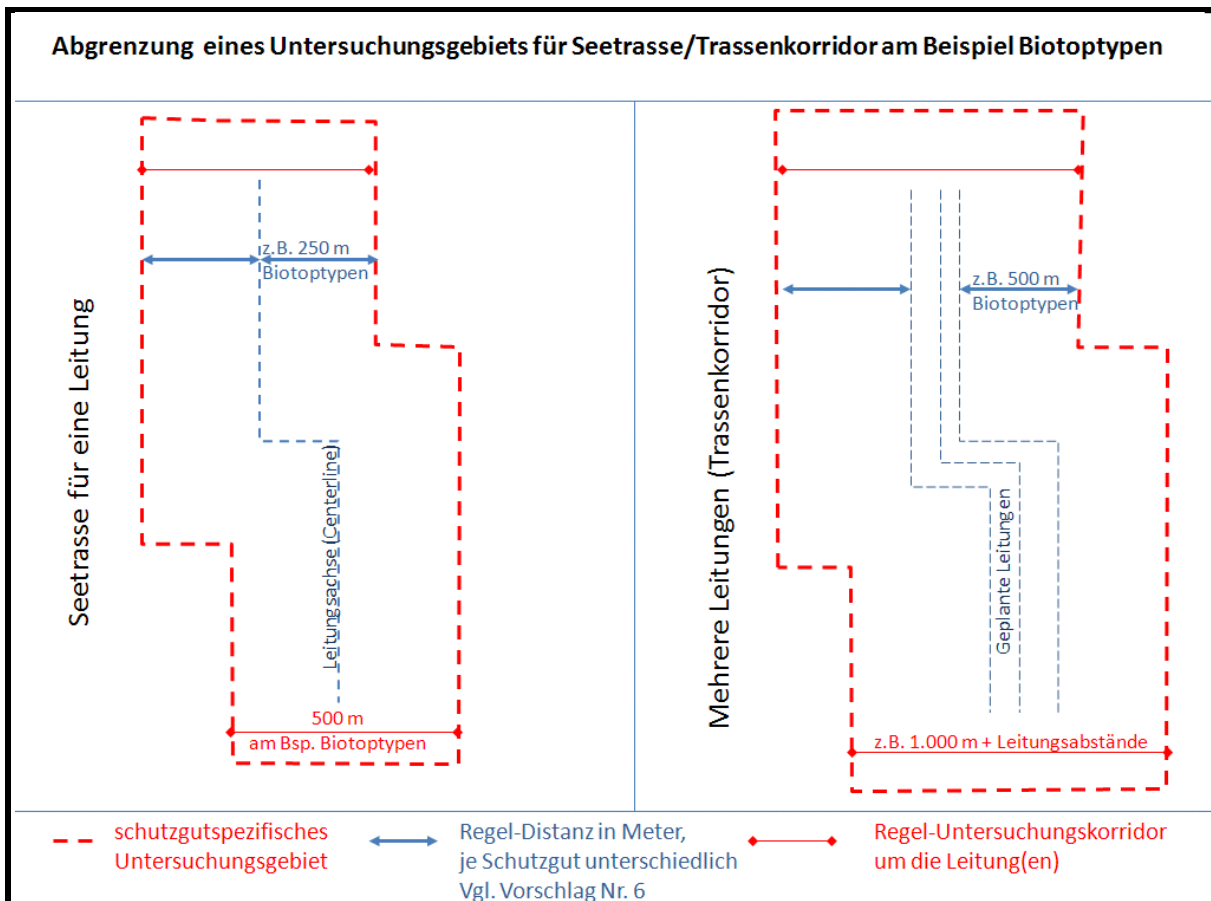 Abgrenzung eines Untersuchungsgebiets für Seetrasse/Trassenkorridor am Beispiel Biotoptypen
Seetrasse für eine Leitung
z.B. 250 m
Biotoptypen
Leitungsachse (Centerline)
500 m
am Bsp. Biotoptypen
Mehrere Leitungen (Trassenkorridor)
z.B. 500 m
Biotoptypen
Geplante Leitungen
z.B. 1.000 m + Leitungsabstände
schutzgutspezifisches
Untersuchungsgebiet
Regel-Distanz in Meter,
je Schutzgut unterschiedlich
Vgl. Vorschlag Nr. 6
Regel-Untersuchungskorridor
um die Leitung(en)